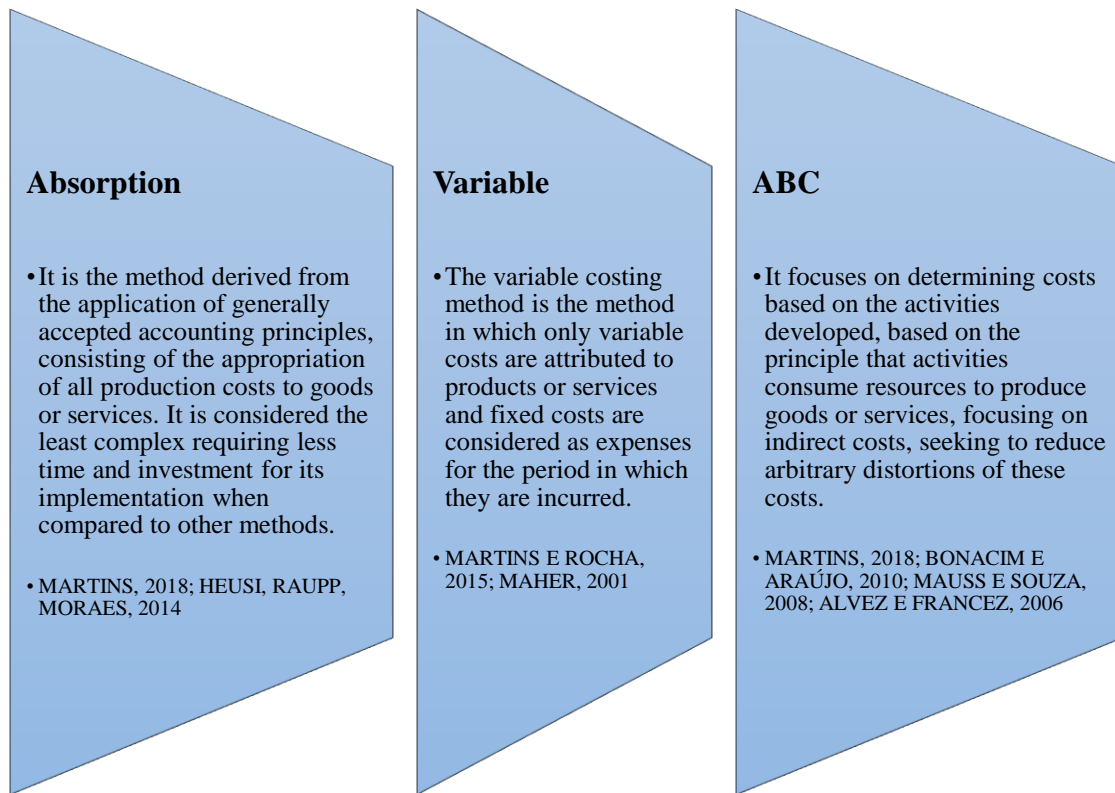 Absorption
•It is the method derived from
the application of generally
accepted accounting principles,
consisting of the appropriation
of all production costs to goods
or services. It is considered the
least complex requiring less
time and investment for its
implementation when
compared to other methods.
• MARTINS, 2018; HEUSI, RAUPP,
MORAES, 2014
Variable
•The variable costing
method is the method
in which only variable
costs are attributed to
products or services
and fixed costs are
considered as expenses
for the period in which
they are incurred.
• MARTINS E ROCHA,
2015; MAHER, 2001
ABC
•It focuses on determining costs
based on the activities
developed, based on the
principle that activities
consume resources to produce
goods or services, focusing on
indirect costs, seeking to reduce
arbitrary distortions of these
costs.
• MARTINS, 2018; BONACIM E
ARAÚJO, 2010; MAUSS E SOUZA,
2008; ALVEZ E FRANCEZ, 2006